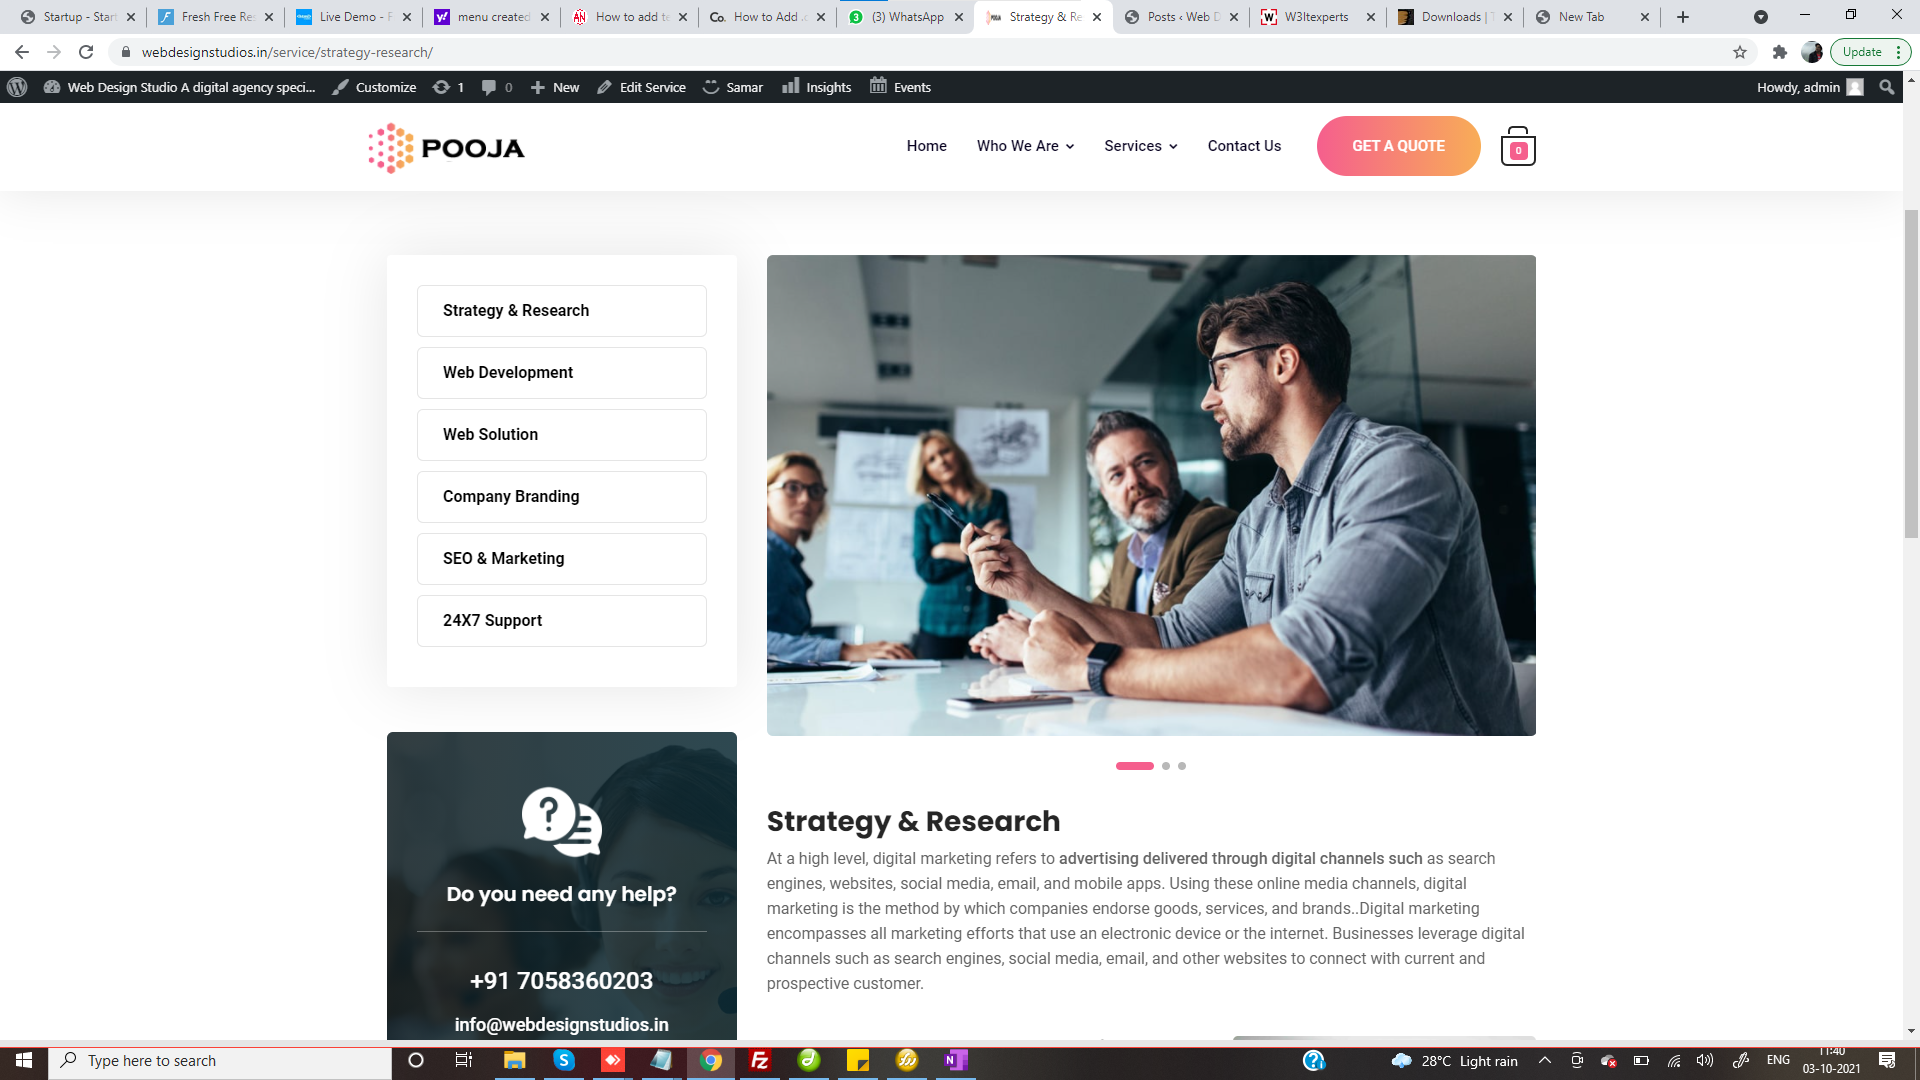 Startup - Start
Fresh Free Res
Live Demo - F
menu created
How to add te
How to Add .c
(3) WhatsApp
Strategy & Re
Posts ‹ Web D
W3Itexperts
Downloads | T
New Tab
webdesignstudios.in/service/strategy-research/
Update
Web Design Studio A digital agency speci...
Customize
1
0
New
Edit Service
Samar
Insights
Events
Howdy, admin
POOJA
Home
Who We Are
Services
Contact Us
GET A QUOTE
0
Strategy & Research
Web Development
Web Solution
Company Branding
SEO & Marketing
24X7 Support
Do you need any help?
+91 7058360203
info@webdesignstudios.in
Strategy & Research
At a high level, digital marketing refers to advertising delivered through digital channels such as search
engines, websites, social media, email, and mobile apps. Using these online media channels, digital
marketing is the method by which companies endorse goods, services, and brands..Digital marketing
encompasses all marketing efforts that use an electronic device or the internet. Businesses leverage digital
channels such as search engines, social media, email, and other websites to connect with current and
prospective customer.
Type here to search
28°C Light rain
ENG
11:40
03-10-2021